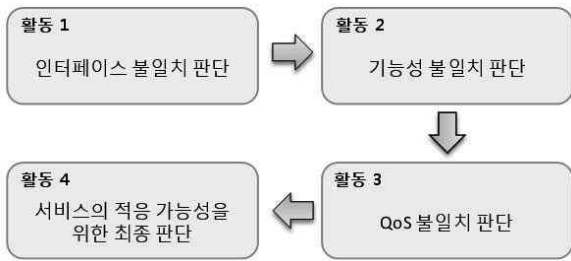 활동 1
인터페이스 불일치 판단
활동 2
기능성 불일치 판단
활동 3
QoS 불일치 판단
활동 4
서비스의 적응 가능성을
위한 최종 판단